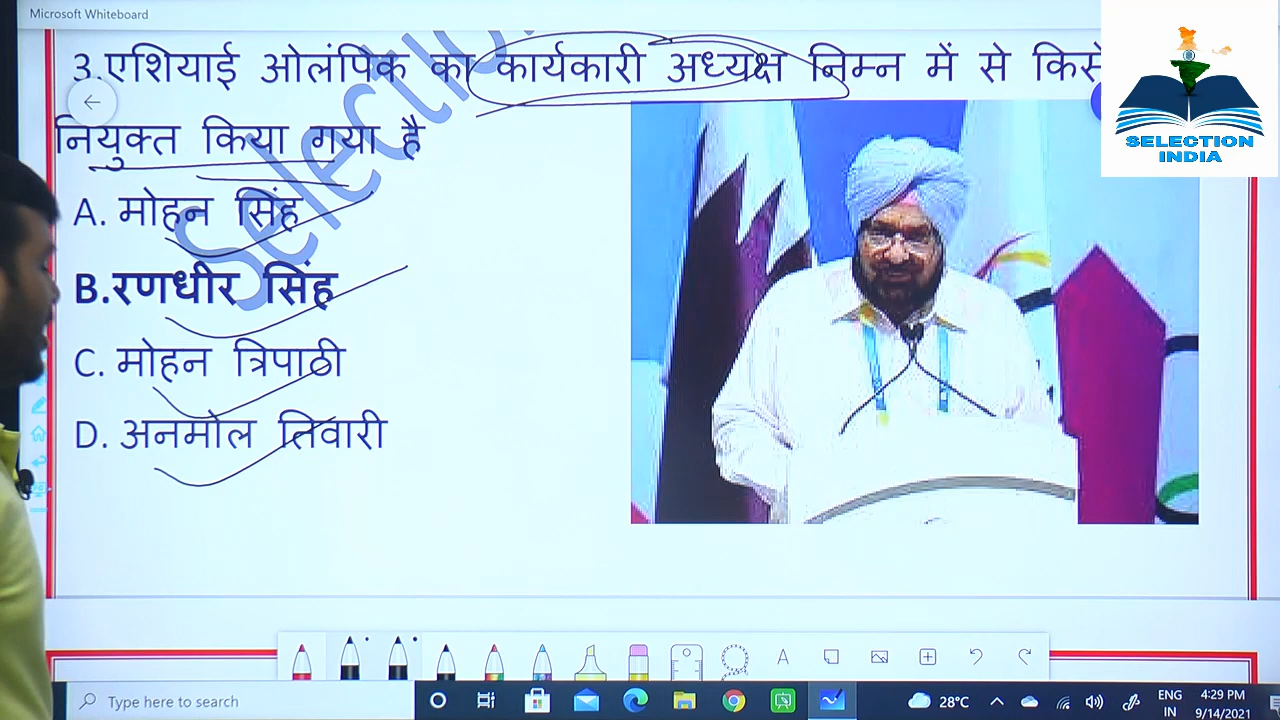 Microsoft Whiteboard
3.एशियाई ओलंपिक का कार्यकारी अध्यक्ष निम्न में से किसे
नियुक्त किया गया है
A. मोहन सिंह
B.रणधीर सिंह
C. मोहन त्रिपाठी
D. अनमोल तिवारी
Selection
SELECTION
INDIA
A
Type here to search
28°C
ENG
IN
4:29 PM
9/14/2021